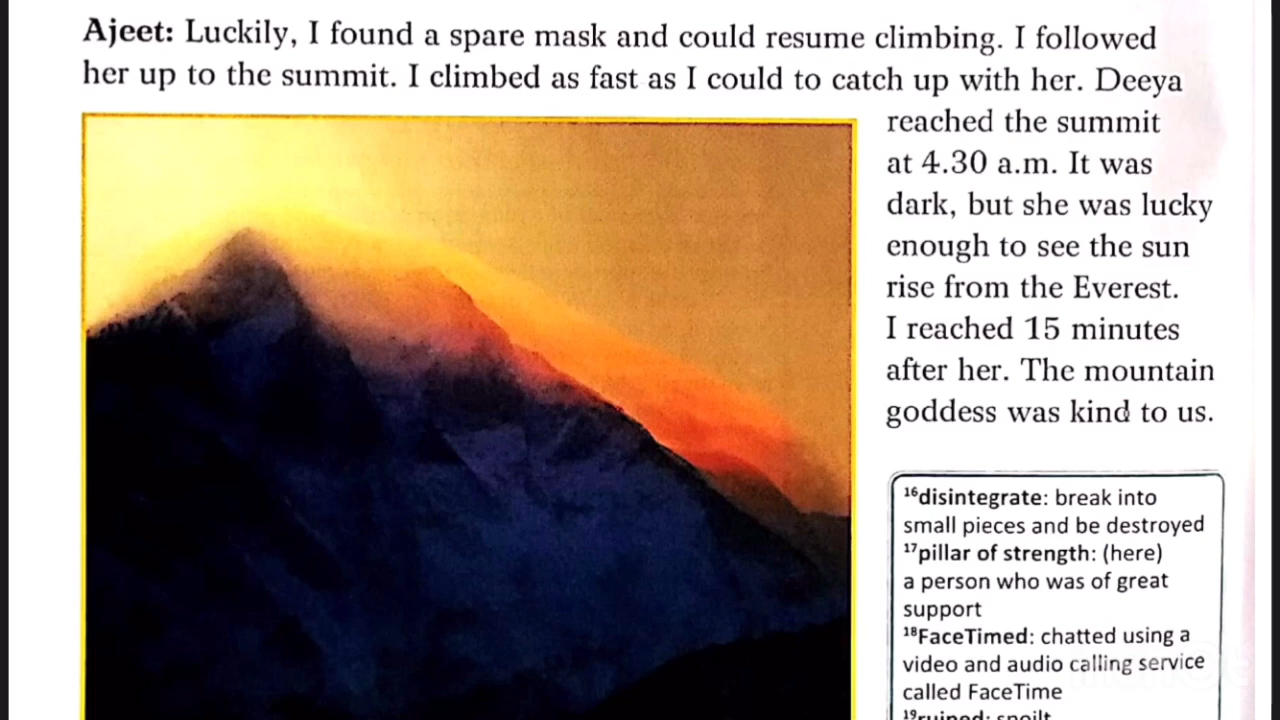 Ajeet: Luckily, I found a spare mask and could resume climbing. I followed
her up to the summit. I climbed as fast as I could to catch up with her. Deeya
reached the summit
at 4.30 a.m. It was
dark, but she was lucky
enough to see the sun
rise from the Everest.
I reached 15 minutes
after her. The mountain
goddess was kind to us.
¹⁶disintegrate: break into
small pieces and be destroyed
¹⁷pillar of strength: (here)
a person who was of great
support
¹⁸FaceTimed: chatted using a
video and audio calling service
called FaceTime
¹⁹ruined: spoilt